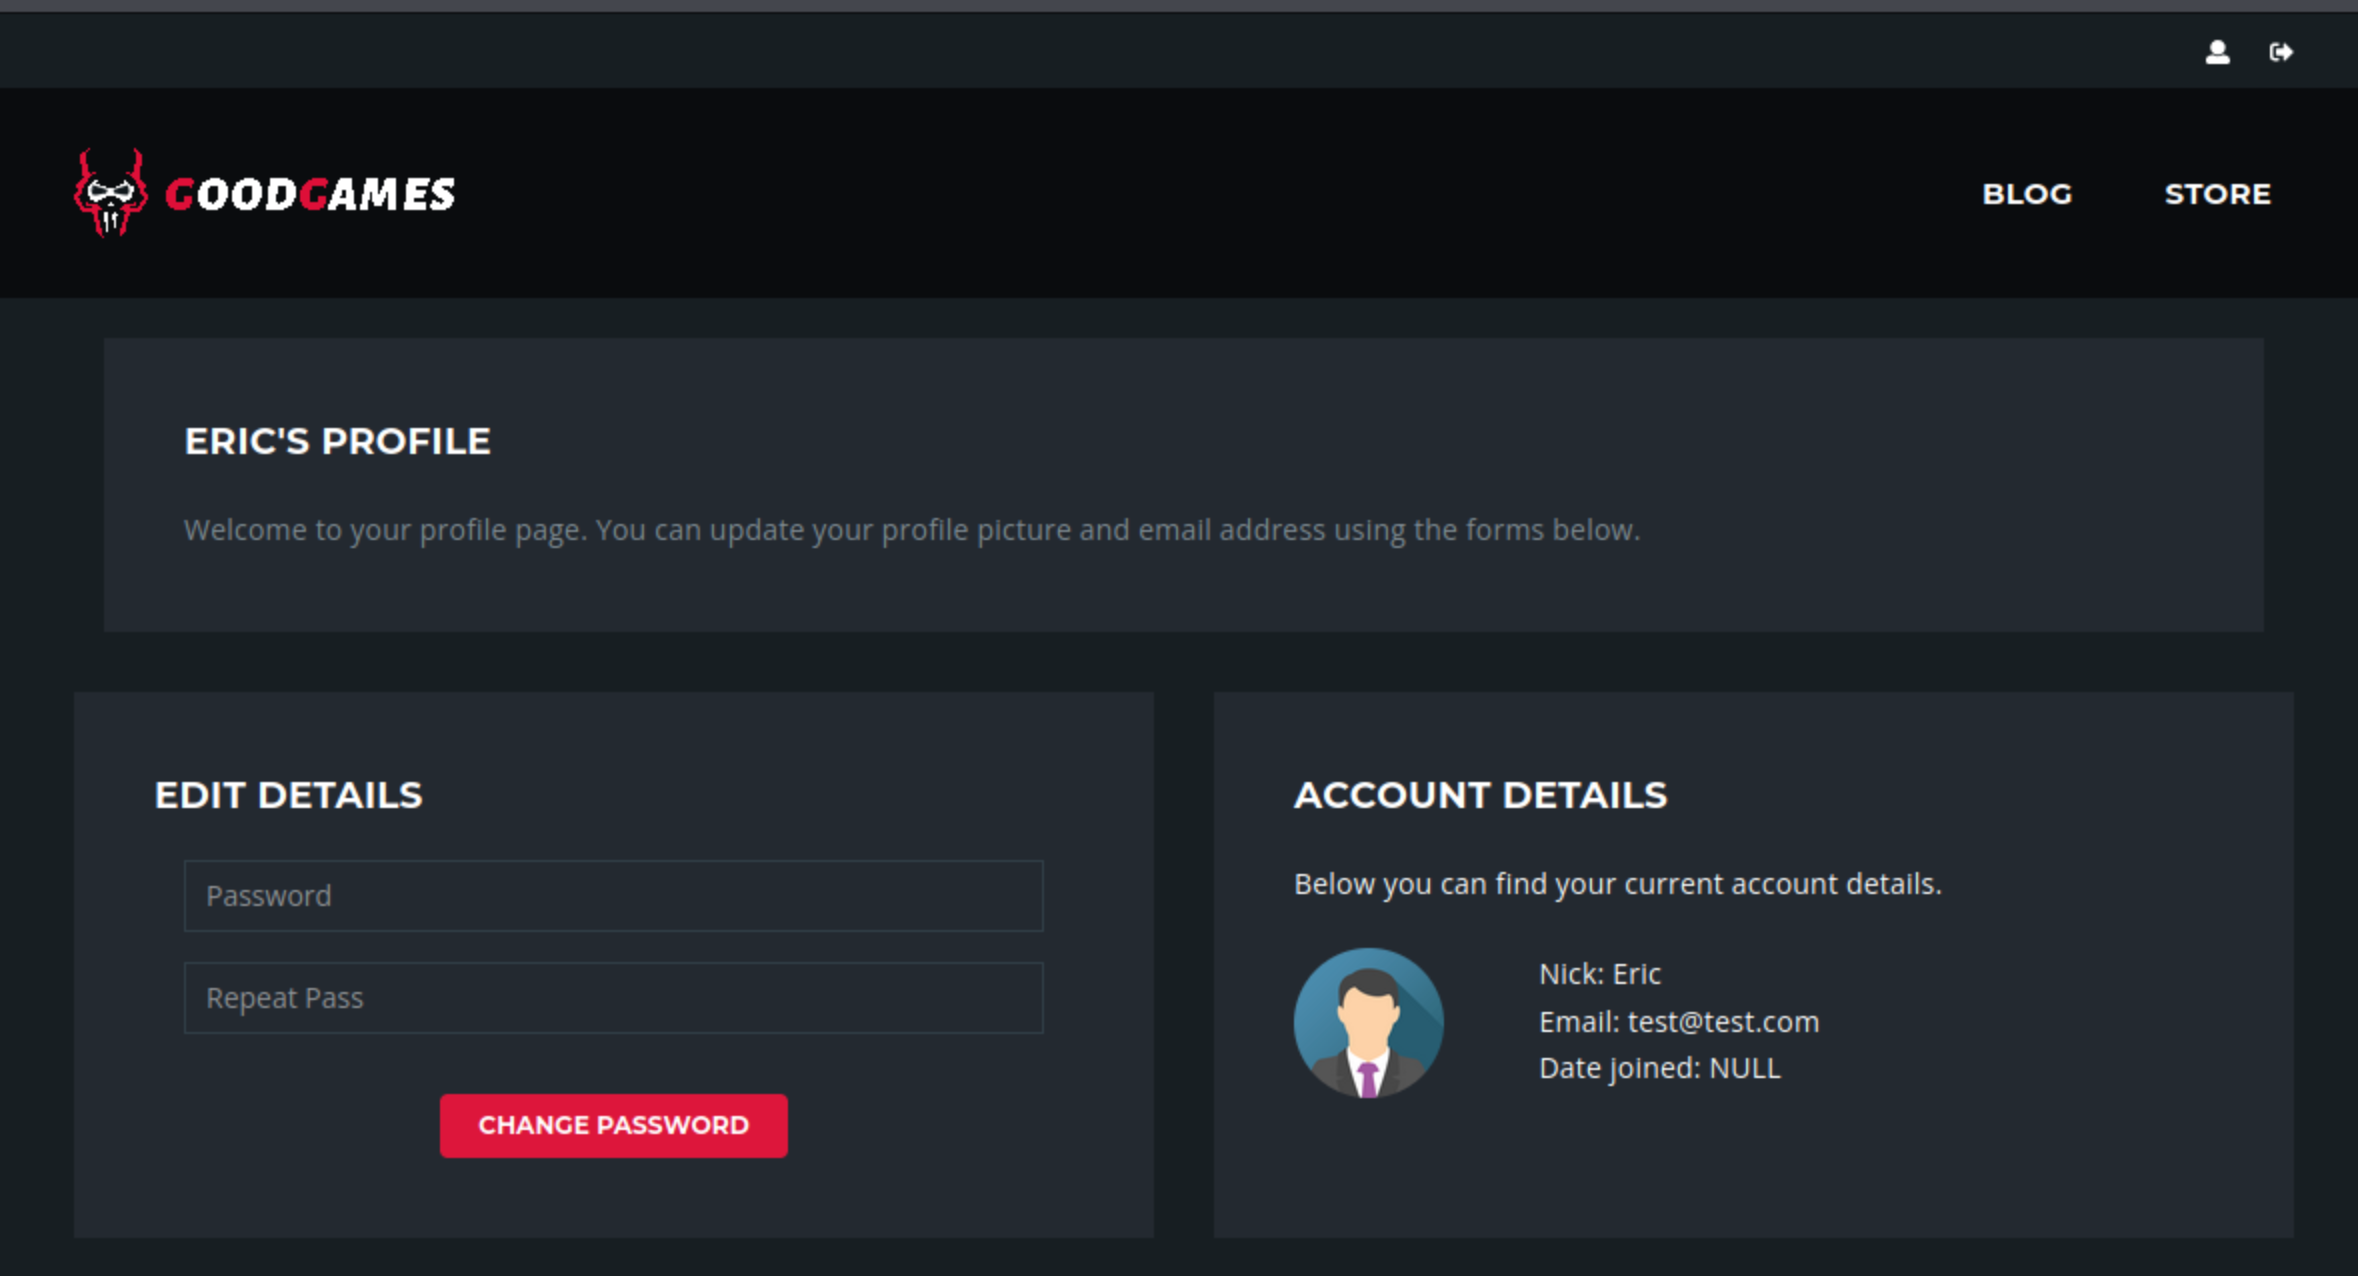 GOODGAMES
BLOG STORE
ERIC'S PROFILE
Welcome to your profile page. You can update your profile picture and email address using the forms below.
EDIT DETAILS
Password
Repeat Pass
CHANGE PASSWORD
ACCOUNT DETAILS
Below you can find your current account details.
Nick: Eric
Email: test@test.com
Date joined: NULL